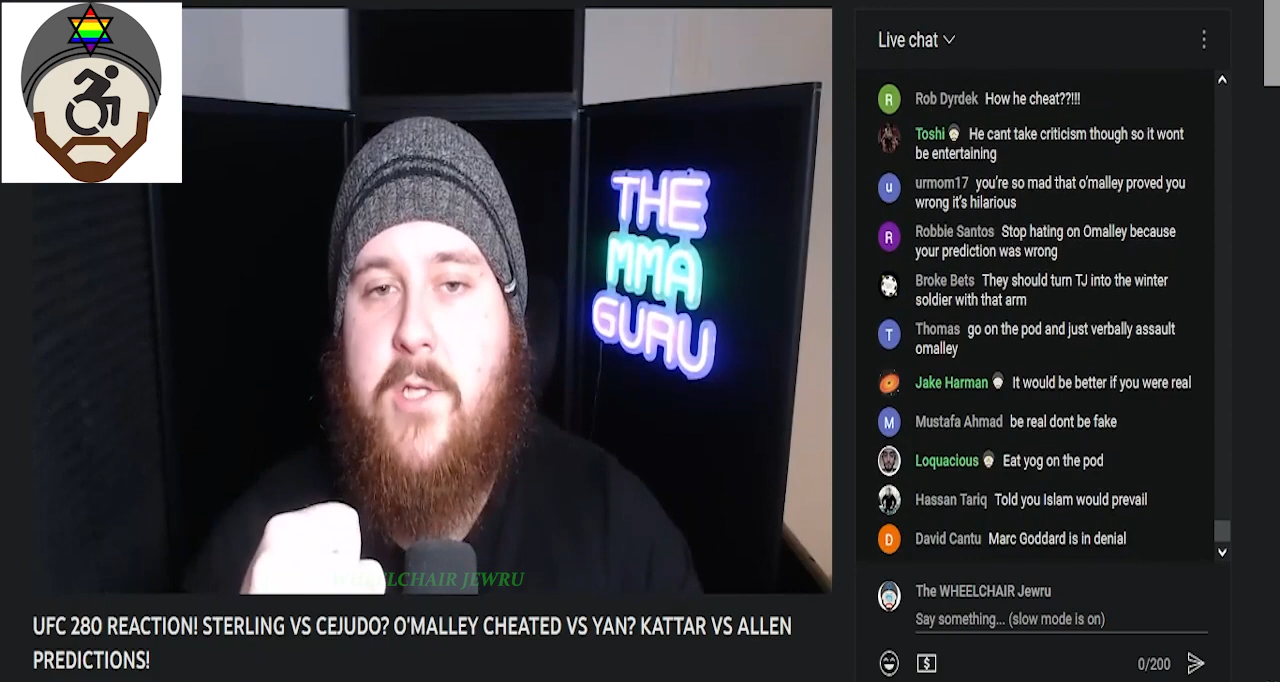 THE
MMA
GURU
WHEELCHAIR JEWRU
UFC 280 REACTION! STERLING VS CEJUDO? O'MALLEY CHEATED VS YAN? KATTAR VS ALLEN
PREDICTIONS!
Live chat
R Rob Dyrdek How he cheat??!!!
Toshi He cant take criticism though so it wont
be entertaining
u urmom17 you're so mad that o'malley proved you
wrong it's hilarious
R Robbie Santos Stop hating on Omalley because
your prediction was wrong
Broke Bets They should turn TJ into the winter
soldier with that arm
T Thomas go on the pod and just verbally assault
omalley
Jake Harman It would be better if you were real
M Mustafa Ahmad be real dont be fake
Loquacious Eat yog on the pod
Hassan Tariq Told you Islam would prevail
D David Cantu Marc Goddard is in denial
The WHEELCHAIR Jewru
Say something... (slow mode is on)
$ 0/200